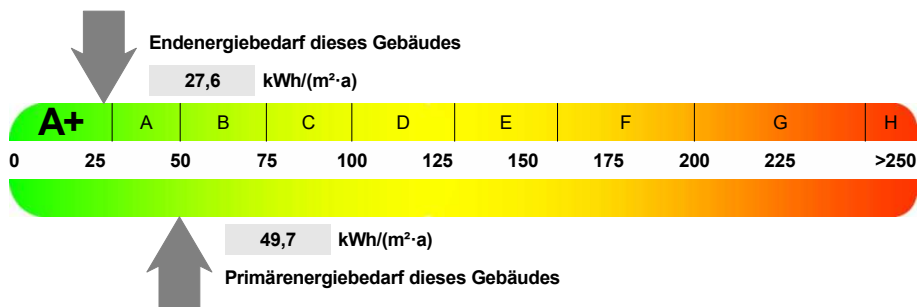 Endenergiebedarf dieses Gebäudes
27,6 kWh/(m²·a)
A+ A B C D E F G H
0 25 50 75 100 125 150 175 200 225 >250
49,7 kWh/(m²·a)
Primärenergiebedarf dieses Gebäudes